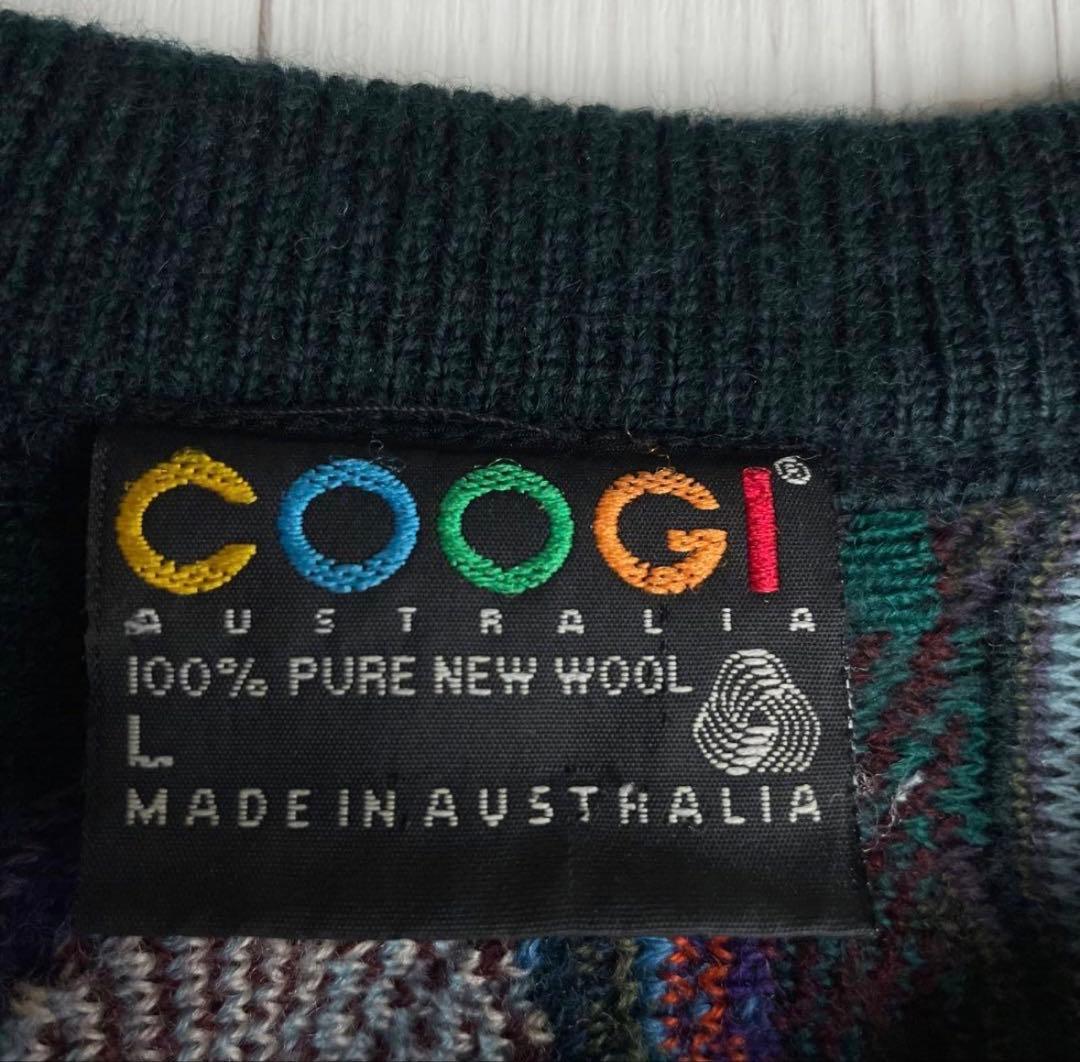 COOGI®
AUSTRALIA
100% PURE NEW WOOL
L
MADE IN AUSTRALIA